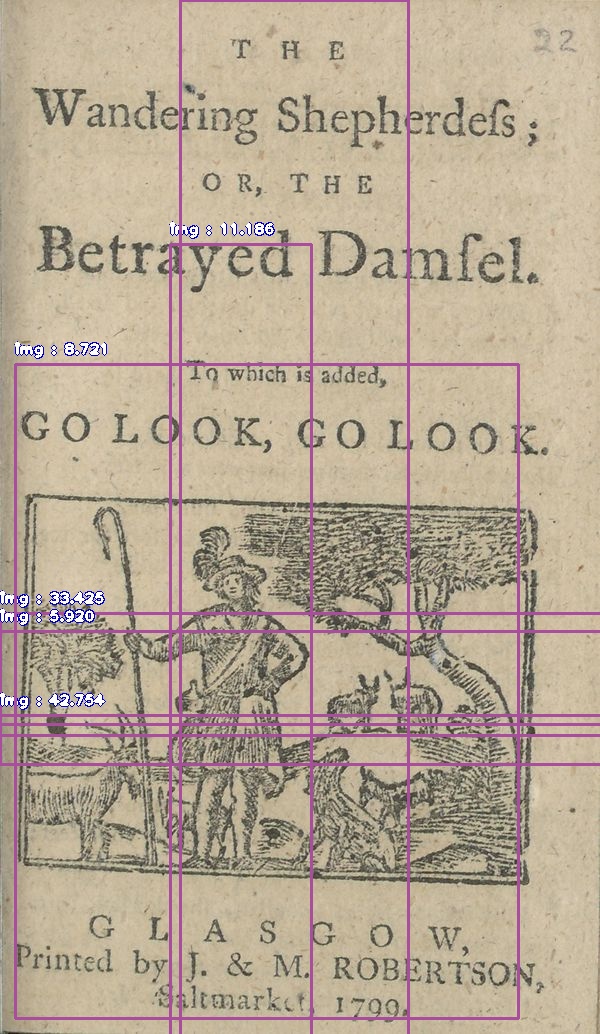 22
THE
Wandering Shepherdeſs;
OR, THE
Betrayed Damſel.
Img : 11.186
Img : 8.721
To which is added,
GO LOOK, GO LOOK.
Img : 33.425
Img : 5.920
Img : 42.754
GLASGOW,
Printed by J. & M. ROBERTSON,
Saltmarket, 1799.